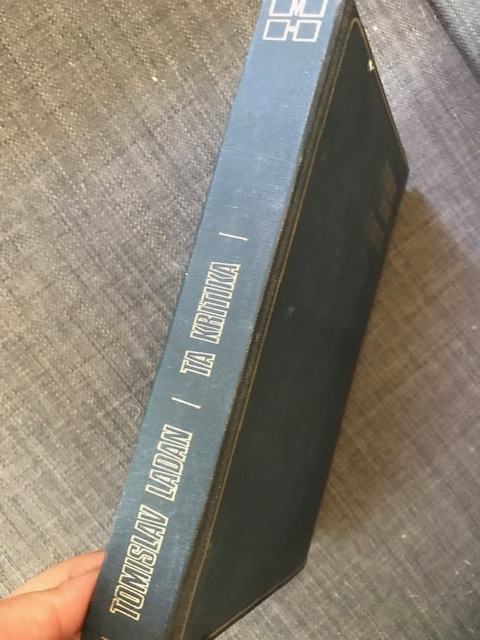 TOMISLAV LADAN / TA KRITIKA /